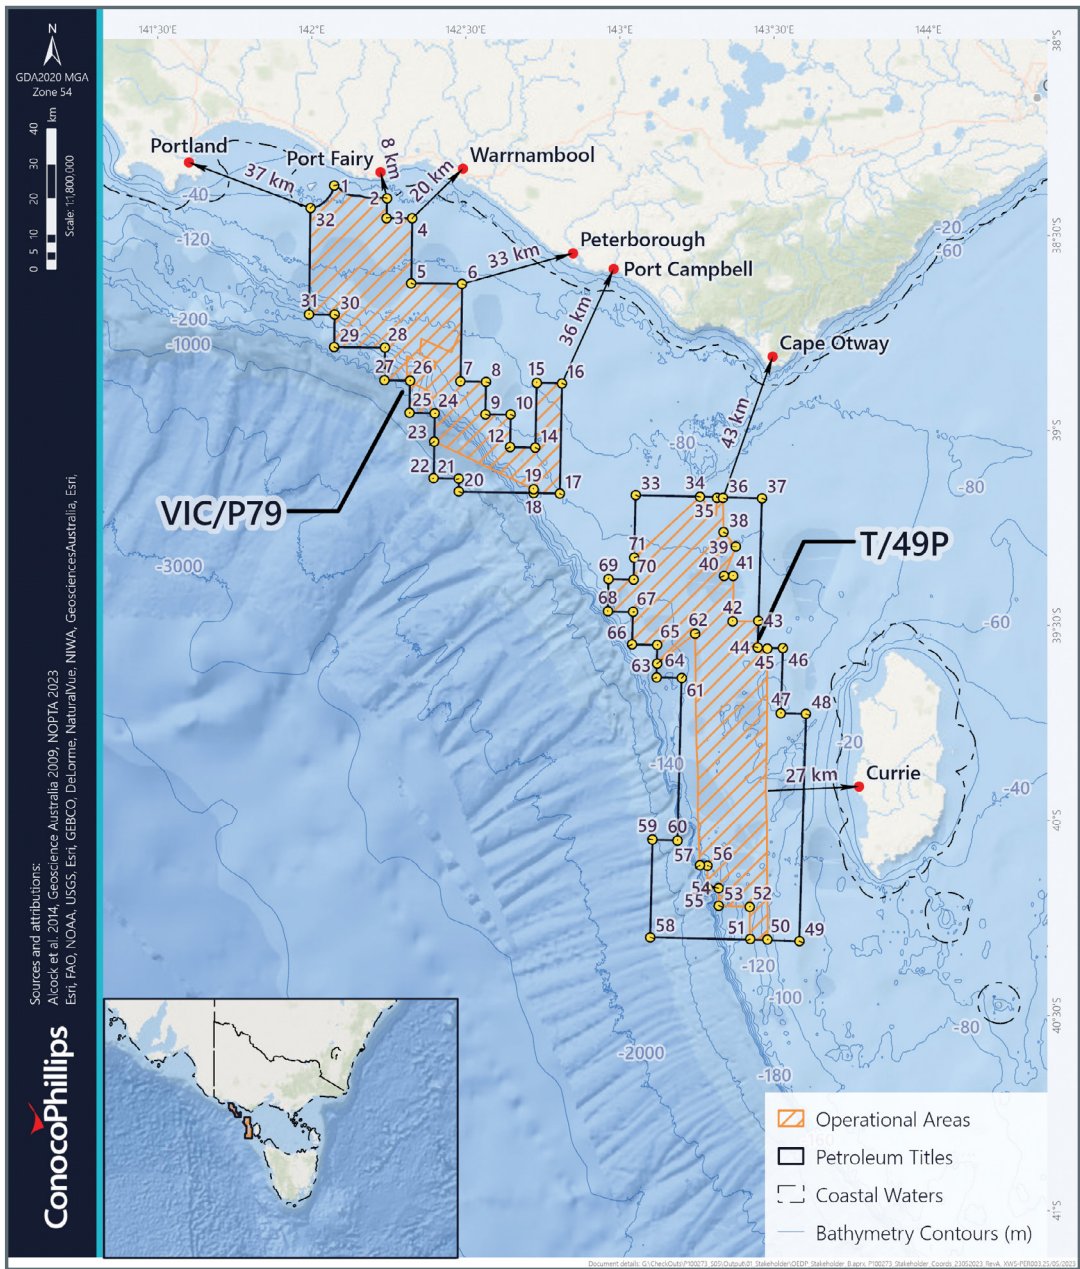 141°30'E
142°E
142°30'E
143°E
143°30'E
144°E
38°S
38°30'S
39°S
39°30'S
40°S
40°30'S
41°S
N
GDA2020 MGA
Zone 54
0 5 10 20 30 40 km
Scale: 1:1,800,000
Portland
Port Fairy
Warrnambool
Peterborough
Port Campbell
Cape Otway
Currie
37 km
8 km
20 km
33 km
36 km
43 km
27 km
VIC/P79
T/49P
1
2
3
4
5
6
7
8
9
10
12
14
15
16
17
18
19
20
21
22
23
24
25
26
27
28
29
30
31
32
33
34
35
36
37
38
39
40
41
42
43
44
45
46
47
48
49
50
51
52
53
54
55
56
57
58
59
60
61
62
63
64
65
66
67
68
69
70
71
-40
-120
-200
-1000
-3000
-20
-60
-80
-80
-60
-20
-40
-140
-120
-100
-80
-2000
-180
-160
Operational Areas
Petroleum Titles
Coastal Waters
Bathymetry Contours (m)
Sources and attributions:
Alcock et al. 2014, Geoscience Australia 2009, NOPTA 2023
Esri, FAO, NOAA, USGS, Esri, GEBCO, DeLorme, NaturalVue, NIWA, GeosciencesAustralia, Esri,
ConocoPhillips